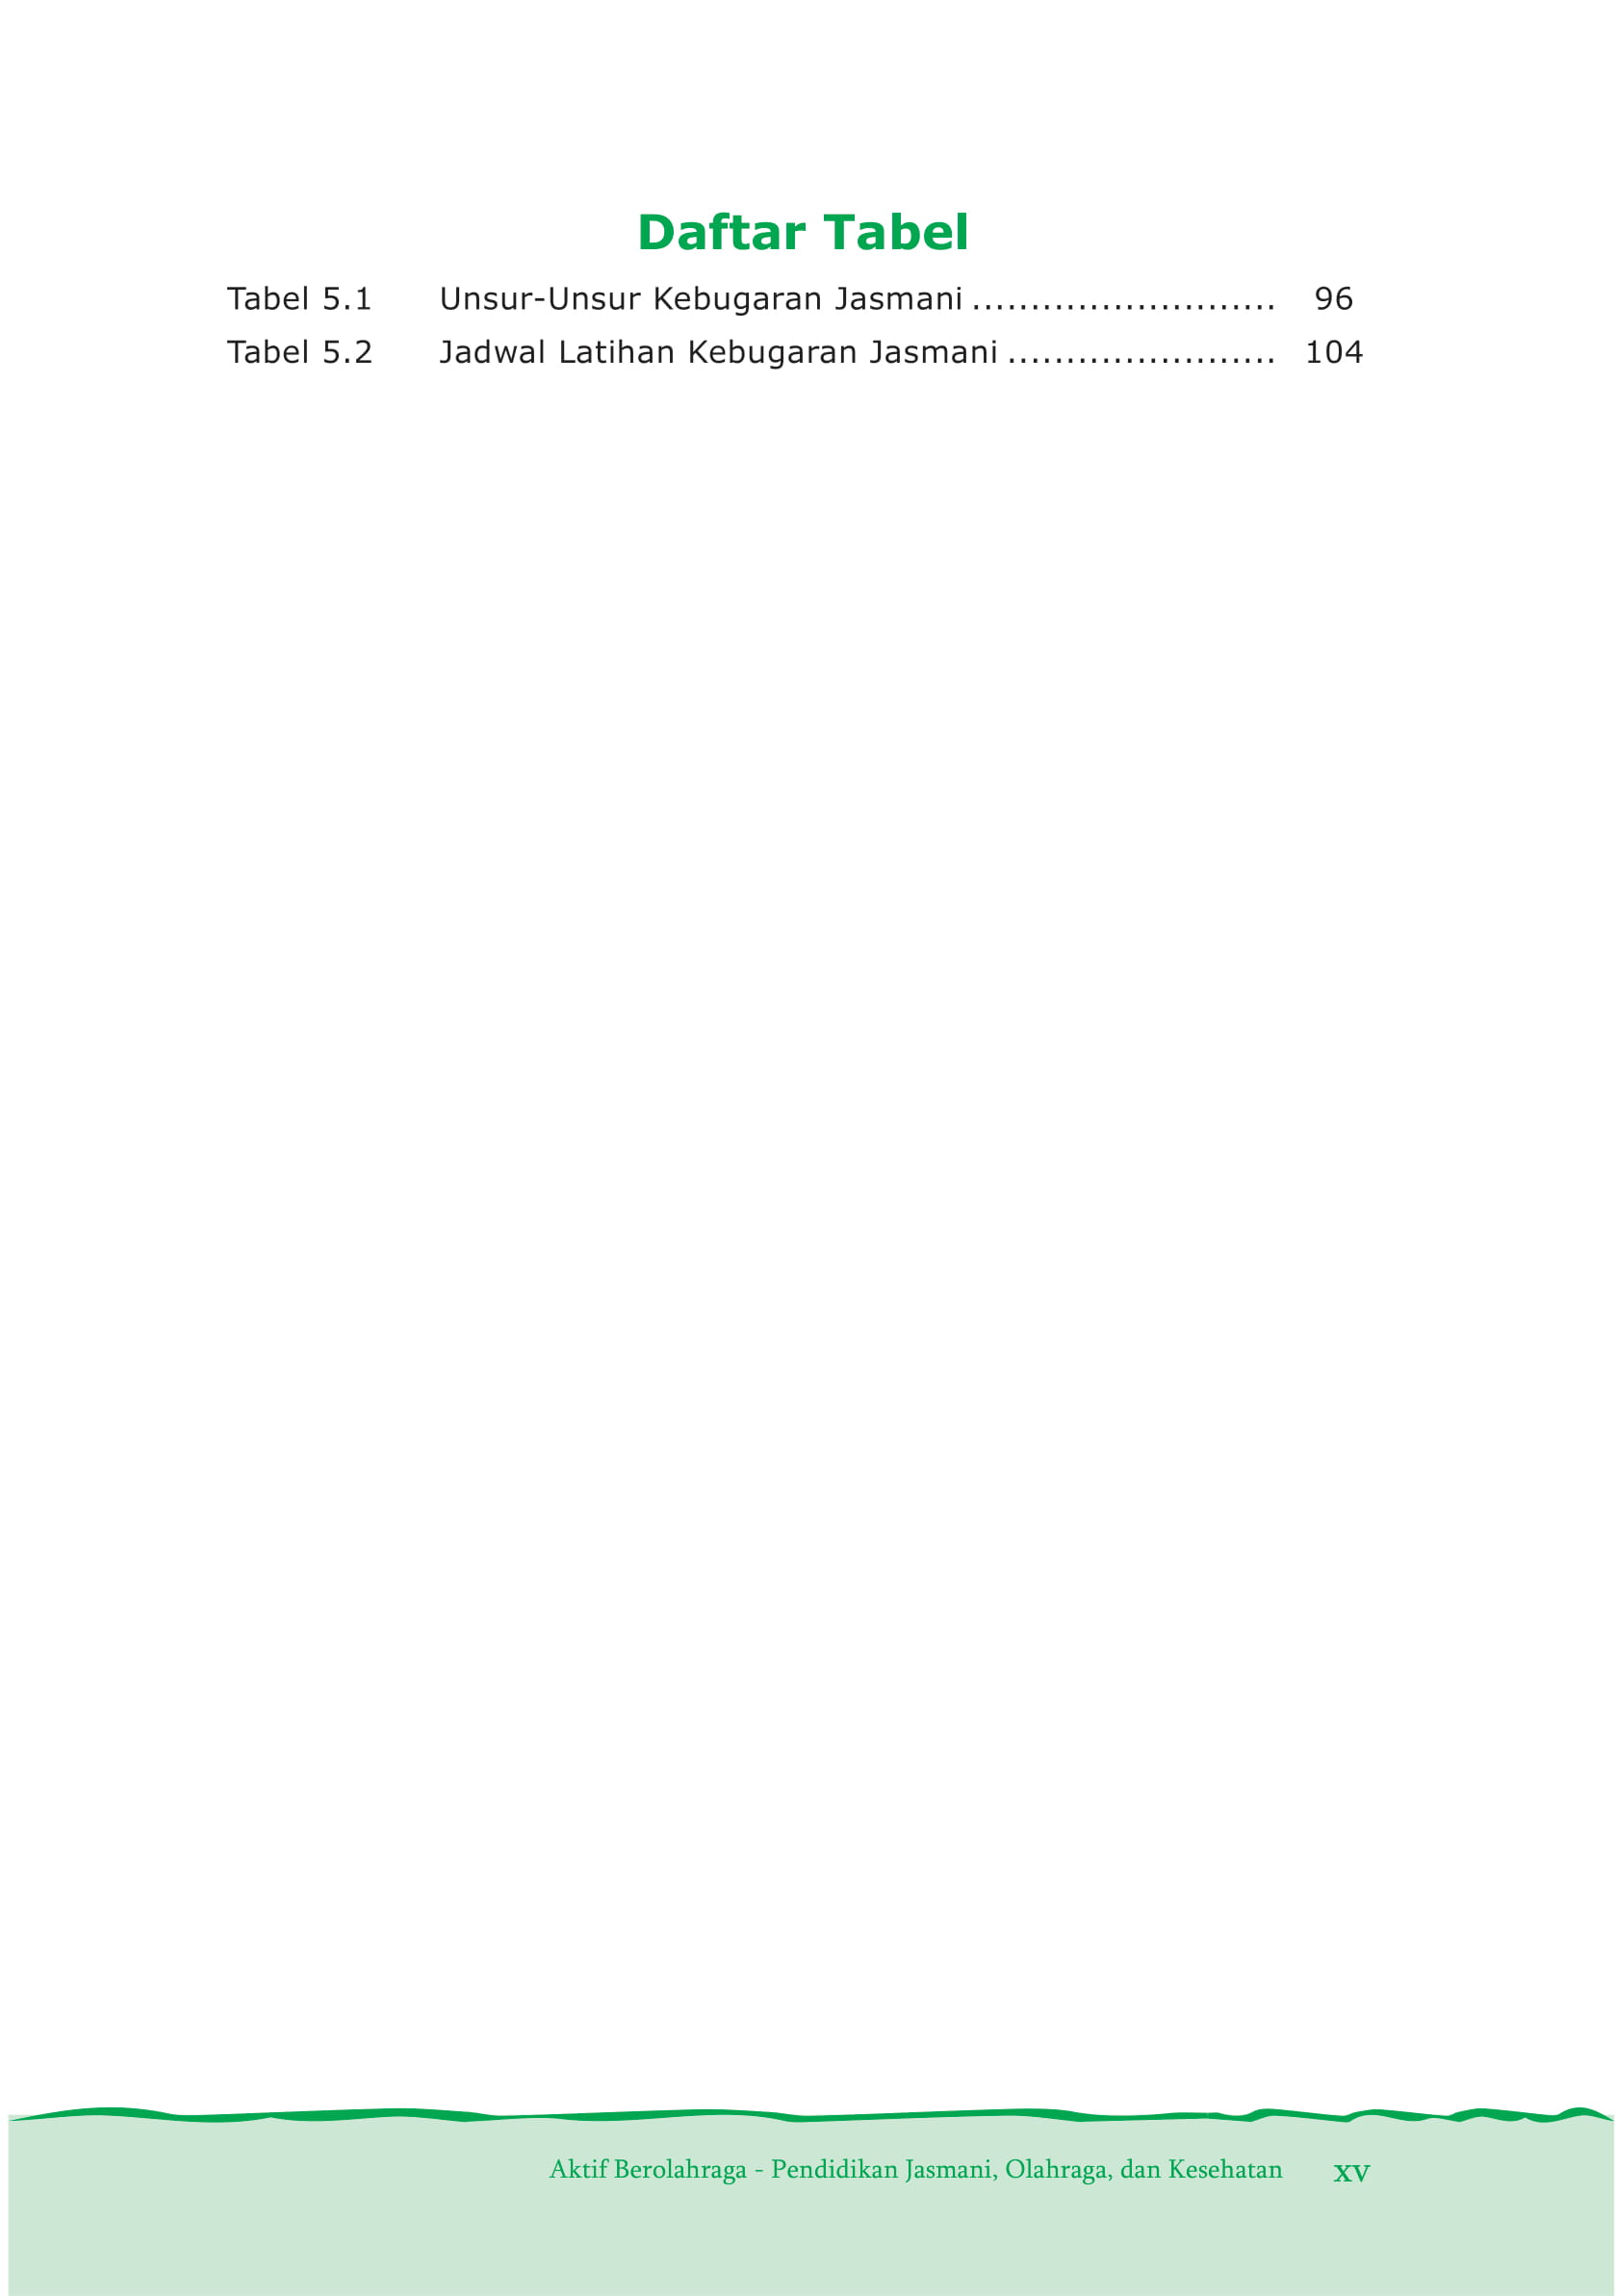 Daftar Tabel
Tabel 5.1 Unsur-Unsur Kebugaran Jasmani .......................... 96
Tabel 5.2 Jadwal Latihan Kebugaran Jasmani ....................... 104
Aktif Berolahraga - Pendidikan Jasmani, Olahraga, dan Kesehatan xv